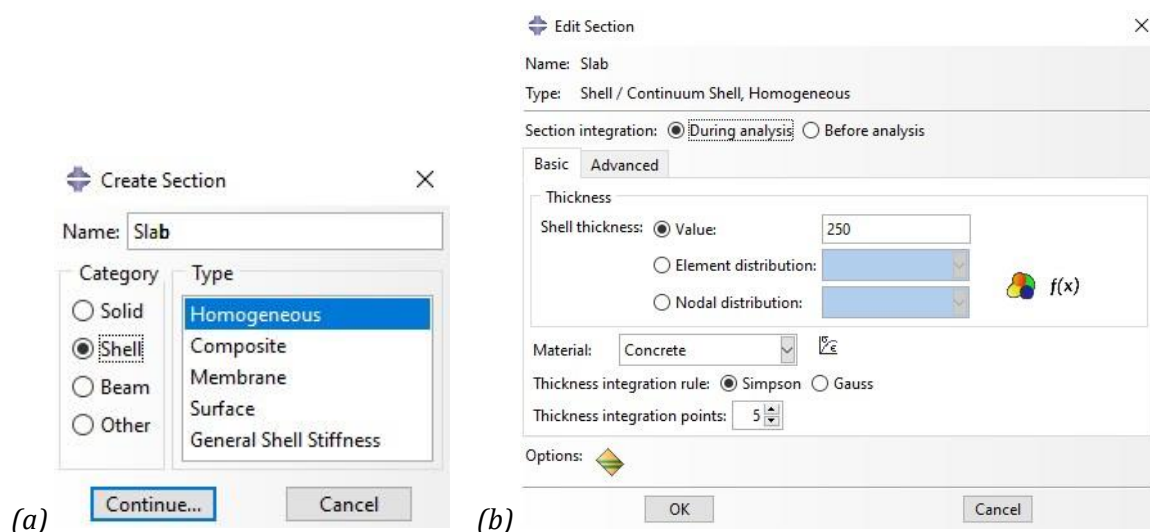 Create Section
Name: Slab
Category
Type
Solid
Shell
Beam
Other
Homogeneous
Composite
Membrane
Surface
General Shell Stiffness
Continue...
Cancel
(a)
Edit Section
Name: Slab
Type: Shell / Continuum Shell, Homogeneous
Section integration: During analysis Before analysis
Basic Advanced
Thickness
Shell thickness: Value: 250
Element distribution:
Nodal distribution:
f(x)
Material: Concrete
Thickness integration rule: Simpson Gauss
Thickness integration points: 5
Options:
OK
Cancel
(b)